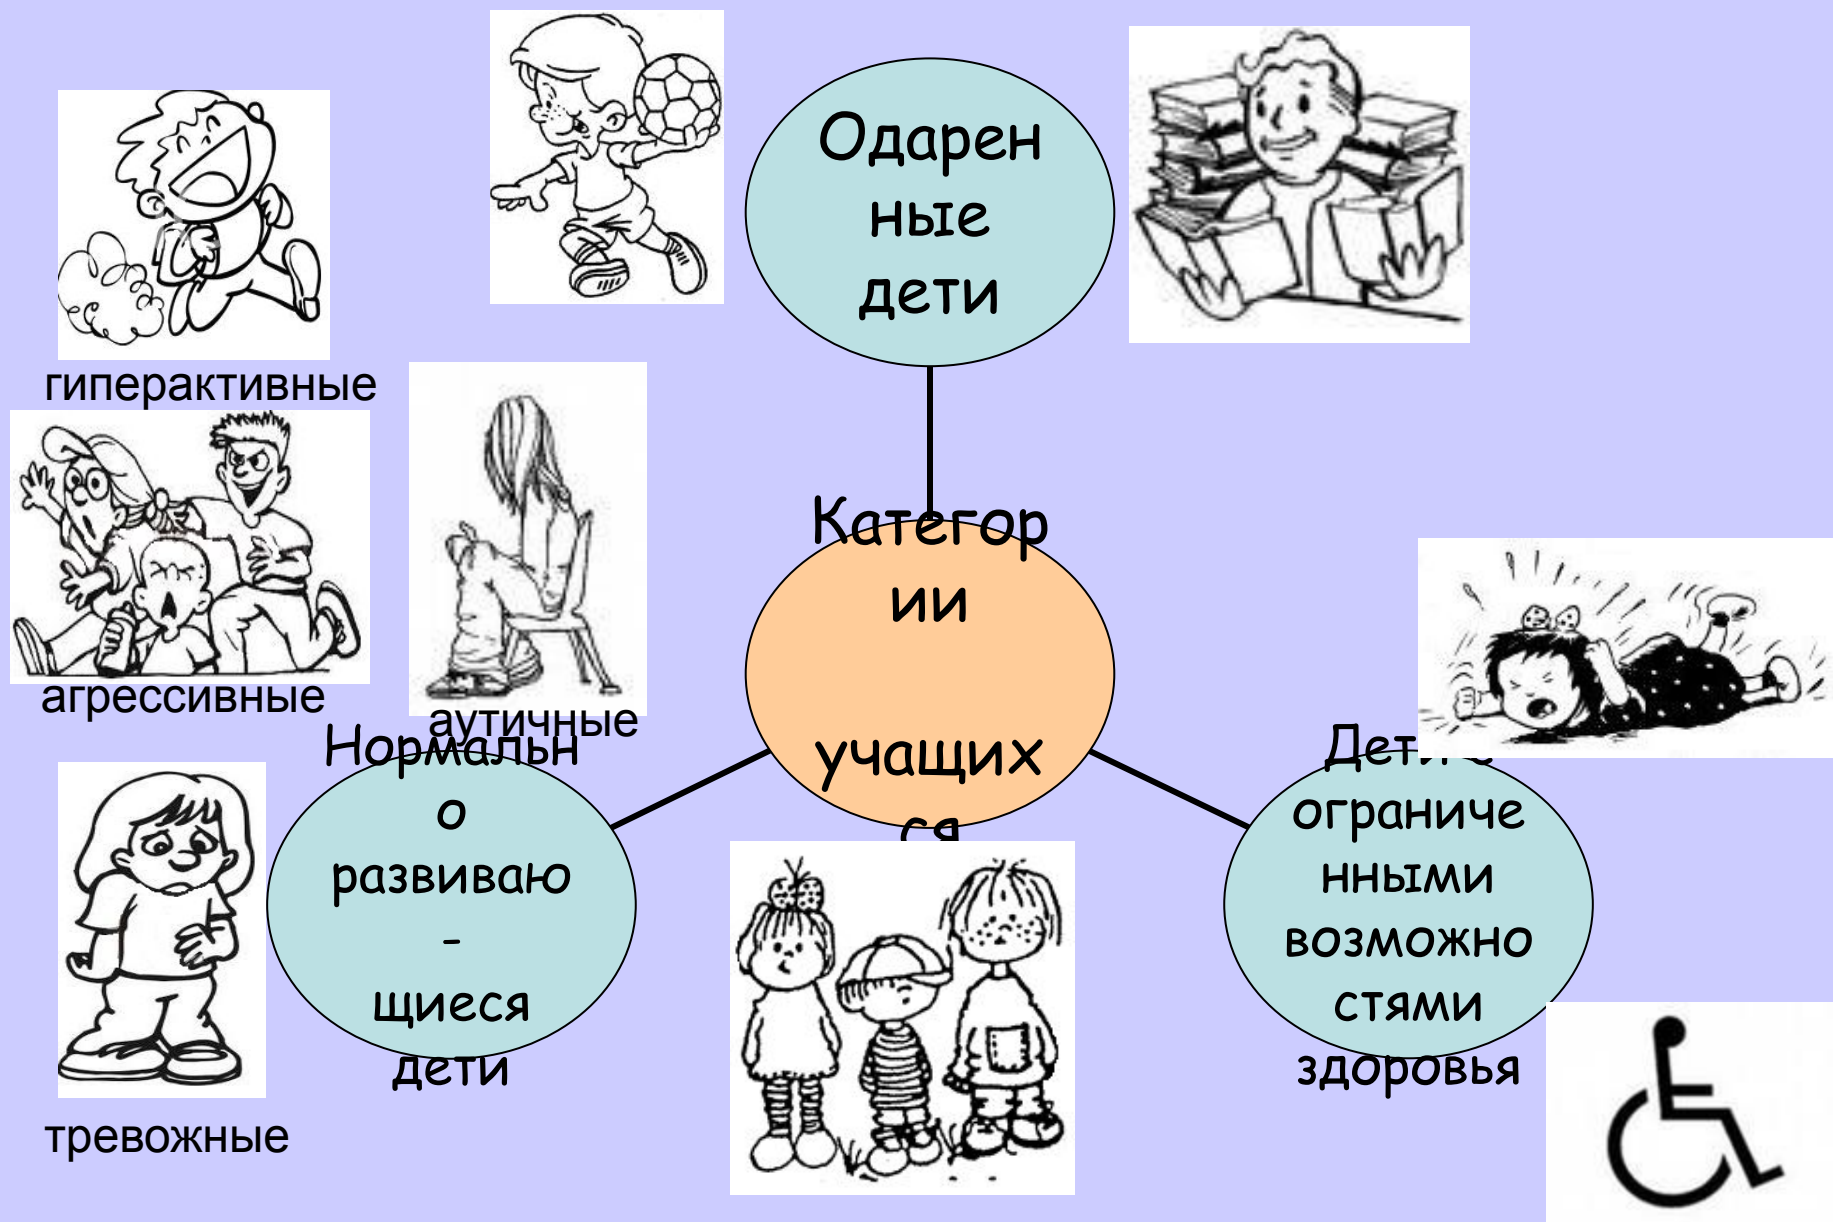 Одарен
ные
дети
гиперактивные
Категор
ии
учащих
ся
агрессивные
аутичные
Нормальн
о
развиваю
-
щиеся
дети
Дети с
ограниче
нными
возможно
стями
здоровья
тревожные